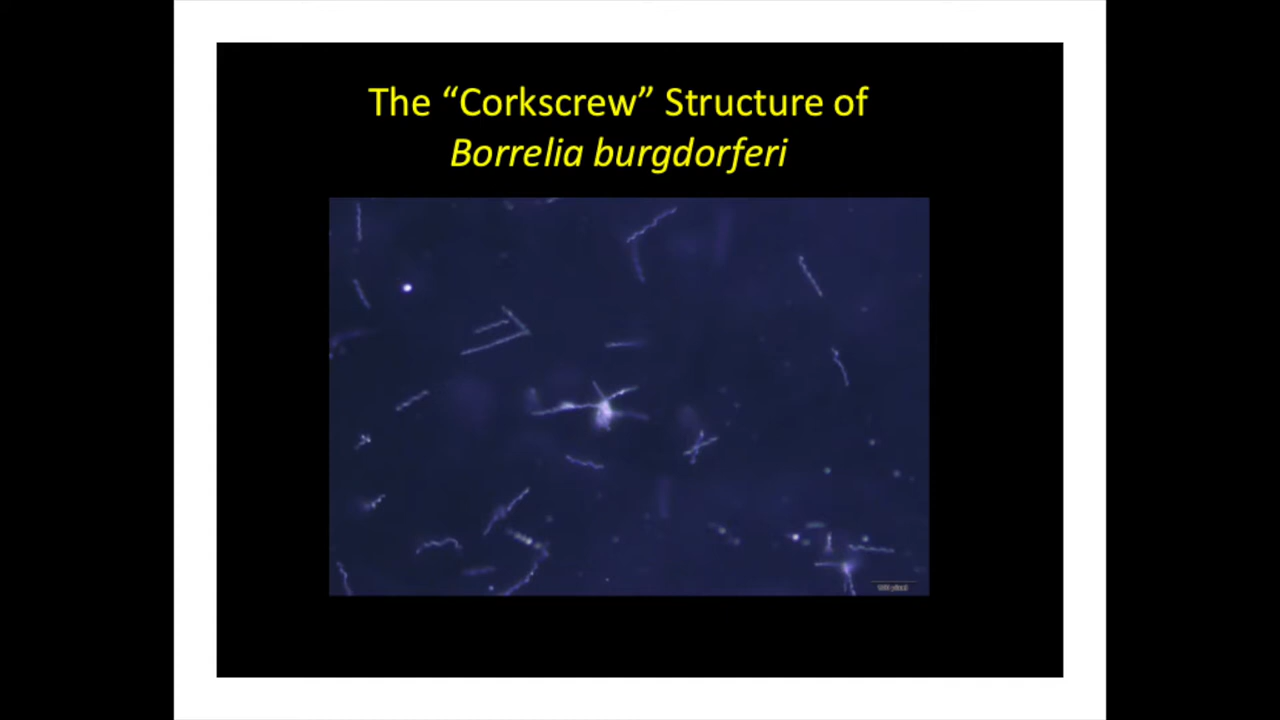 The “Corkscrew” Structure of
Borrelia burgdorferi